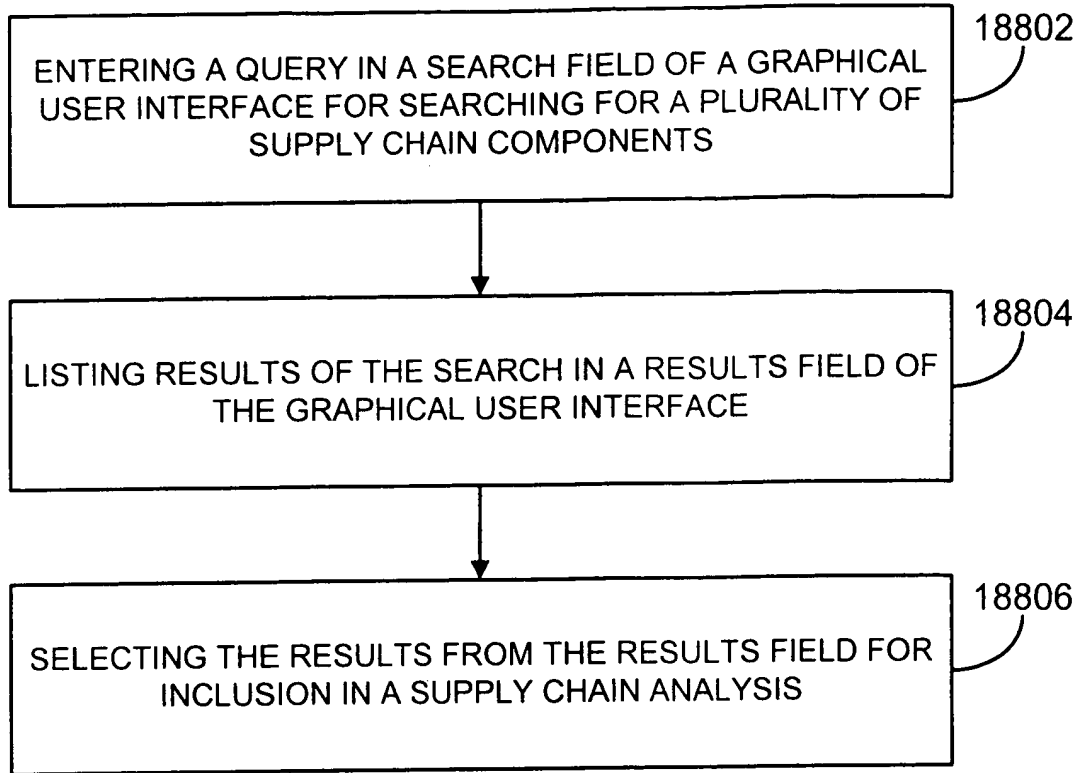 18802
ENTERING A QUERY IN A SEARCH FIELD OF A GRAPHICAL
USER INTERFACE FOR SEARCHING FOR A PLURALITY OF
SUPPLY CHAIN COMPONENTS
18804
LISTING RESULTS OF THE SEARCH IN A RESULTS FIELD OF
THE GRAPHICAL USER INTERFACE
18806
SELECTING THE RESULTS FROM THE RESULTS FIELD FOR
INCLUSION IN A SUPPLY CHAIN ANALYSIS